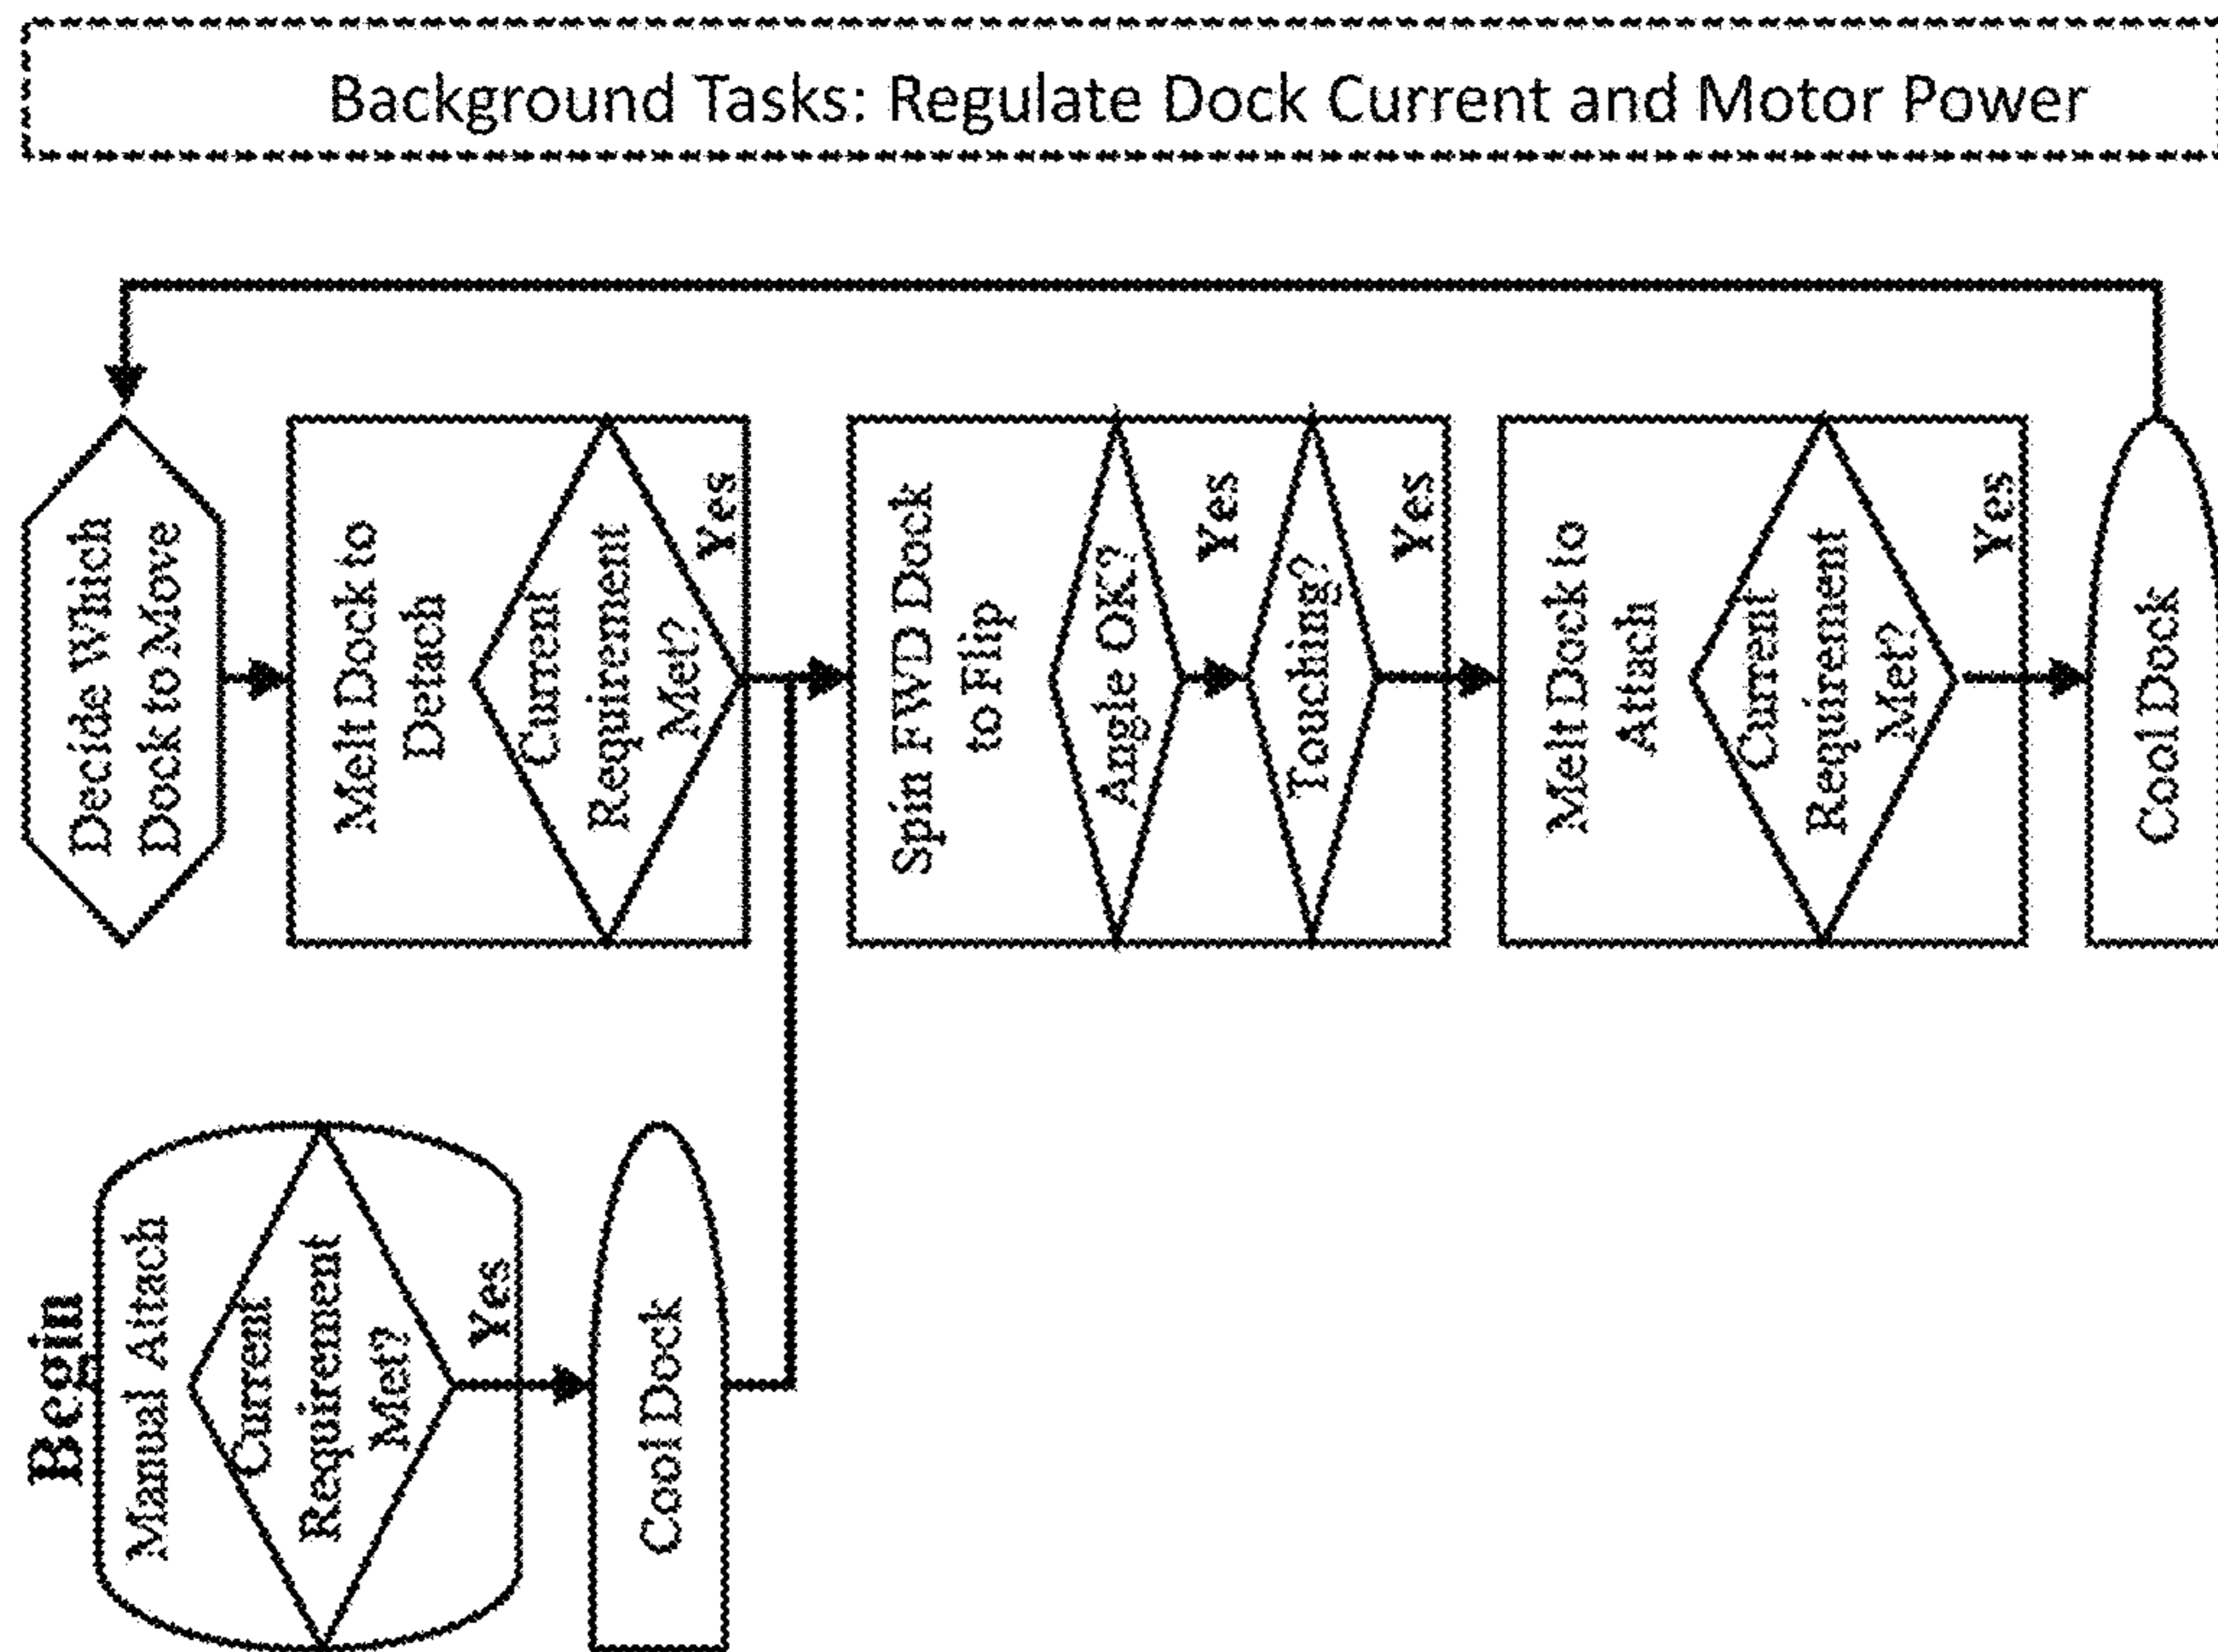 Background Tasks: Regulate Dock Current and Motor Power
Begin
Manual Attach
Current
Requirement
Met?
Yes
Cool Dock
Decide Which
Dock to Move
Melt Dock to
Detach
Current
Requirement
Met?
Yes
Spin FWD Dock
to Flip
Angle OK?
Yes
Touching?
Yes
Melt Dock to
Attach
Current
Requirement
Met?
Yes
Cool Dock